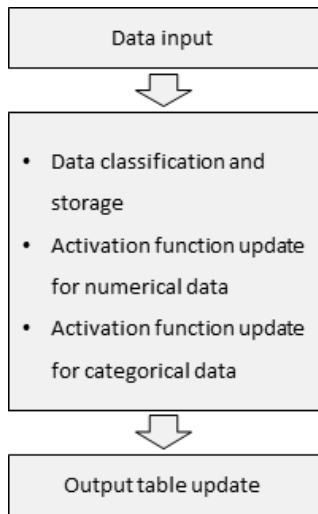 Data input
• Data classification and
storage
• Activation function update
for numerical data
• Activation function update
for categorical data
Output table update